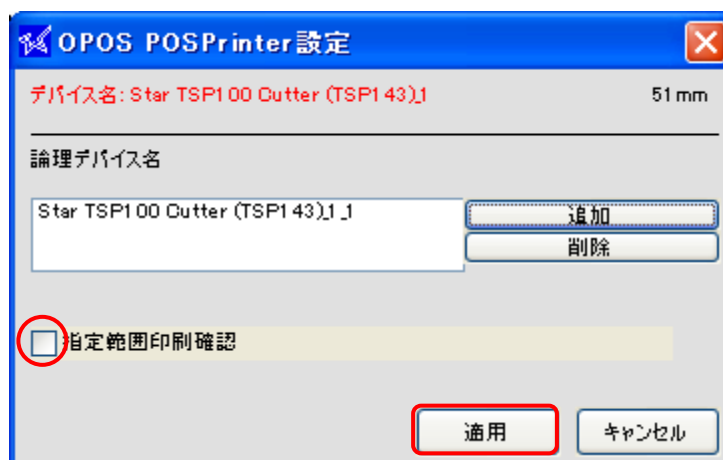 OPOS POSPrinter設定
デバイス名: Star TSP100 Cutter (TSP143)_1 51 mm
論理デバイス名
Star TSP100 Cutter (TSP143)_1_1
追加
削除
指定範囲印刷確認
適用 キャンセル